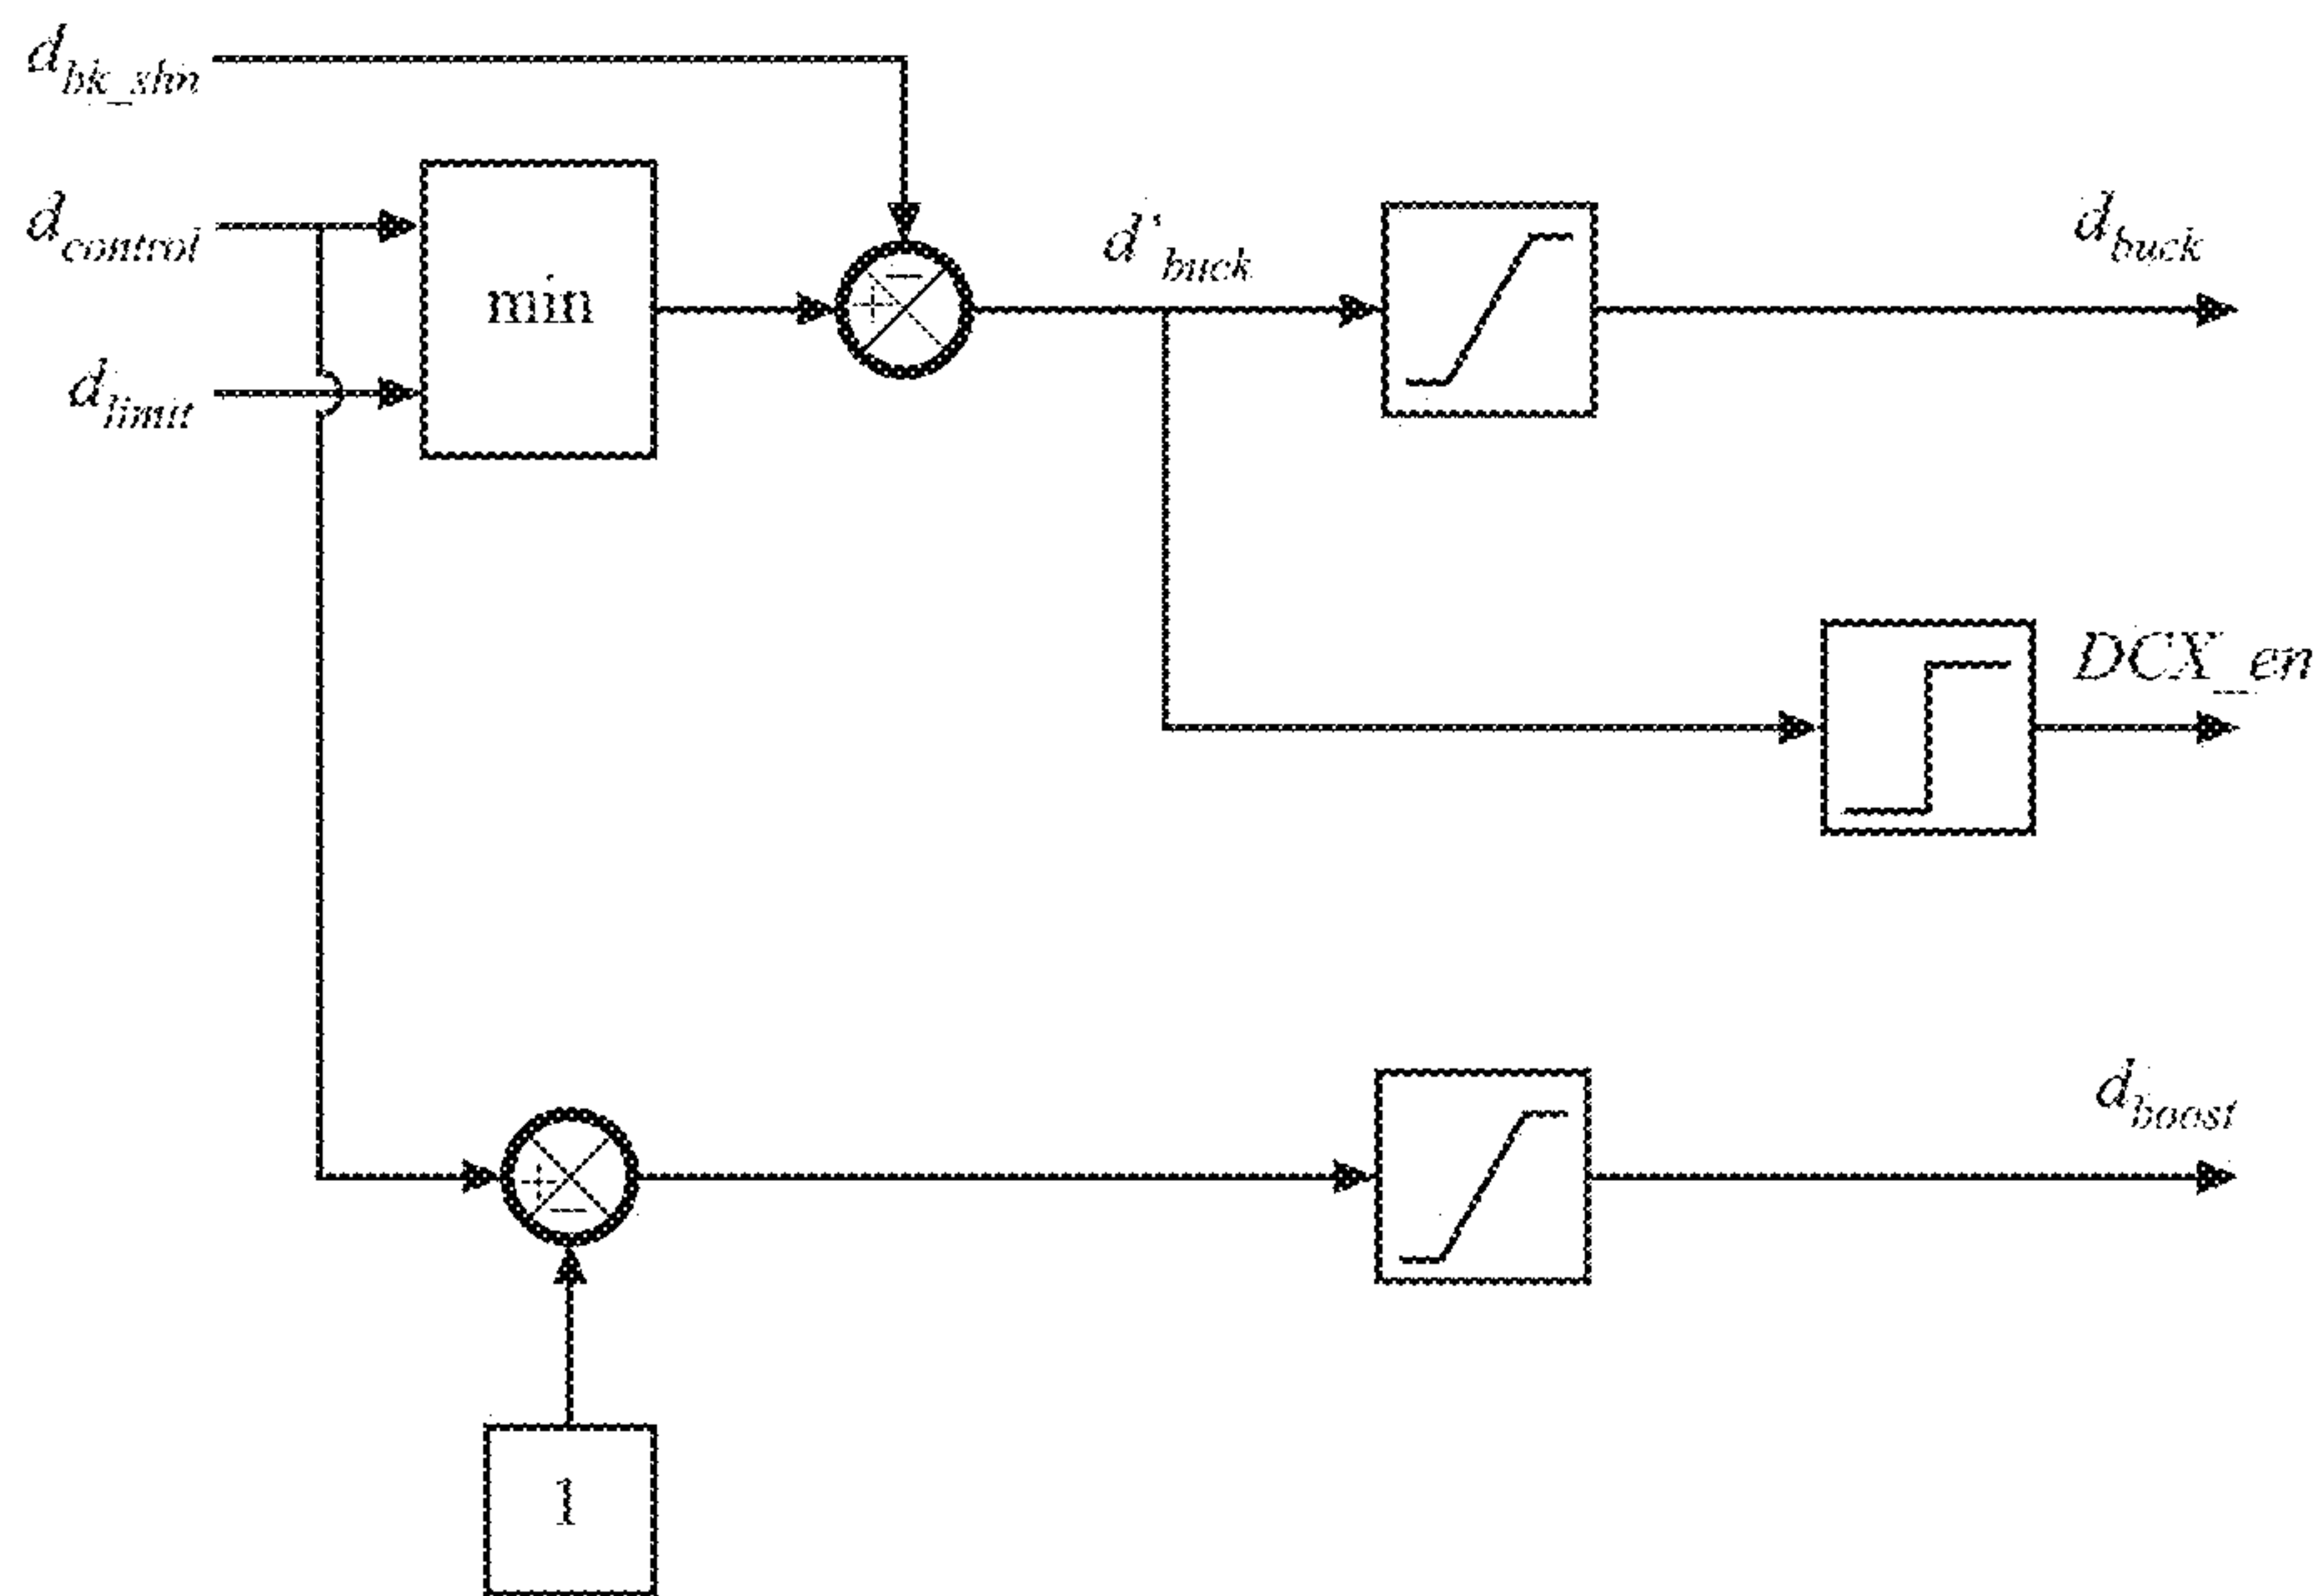 d_bk_shn
d_control
min
d'_buck
d_buck
d_limit
DCX_en
d_boost
1